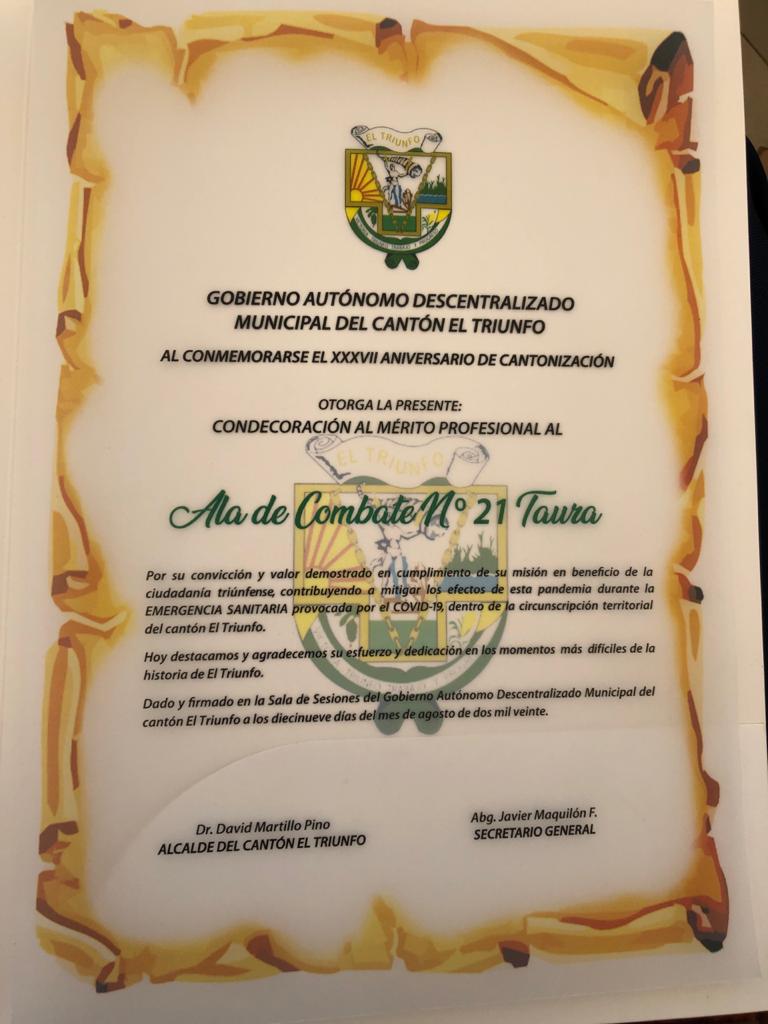 EL TRIUNFO
GOBIERNO AUTÓNOMO DESCENTRALIZADO
MUNICIPAL DEL CANTÓN EL TRIUNFO
AL CONMEMORARSE EL XXXVII ANIVERSARIO DE CANTONIZACIÓN
OTORGA LA PRESENTE:
CONDECORACIÓN AL MÉRITO PROFESIONAL AL
EL TRIUNFO
Ala de Combate Nº 21 Taura
Por su convicción y valor demostrado en cumplimiento de su misión en beneficio de la
ciudadanía triúnfense, contribuyendo a mitigar los efectos de esta pandemia durante la
EMERGENCIA SANITARIA provocada por el COVID-19, dentro de la circunscripción territorial
del cantón El Triunfo.
Hoy destacamos y agradecemos su esfuerzo y dedicación en los momentos más difíciles de la
historia de El Triunfo.
Dado y firmado en la Sala de Sesiones del Gobierno Autónomo Descentralizado Municipal del
cantón El Triunfo a los diecinueve días del mes de agosto de dos mil veinte.
Dr. David Martillo Pino
ALCALDE DEL CANTÓN EL TRIUNFO
Abg. Javier Maquilón F.
SECRETARIO GENERAL